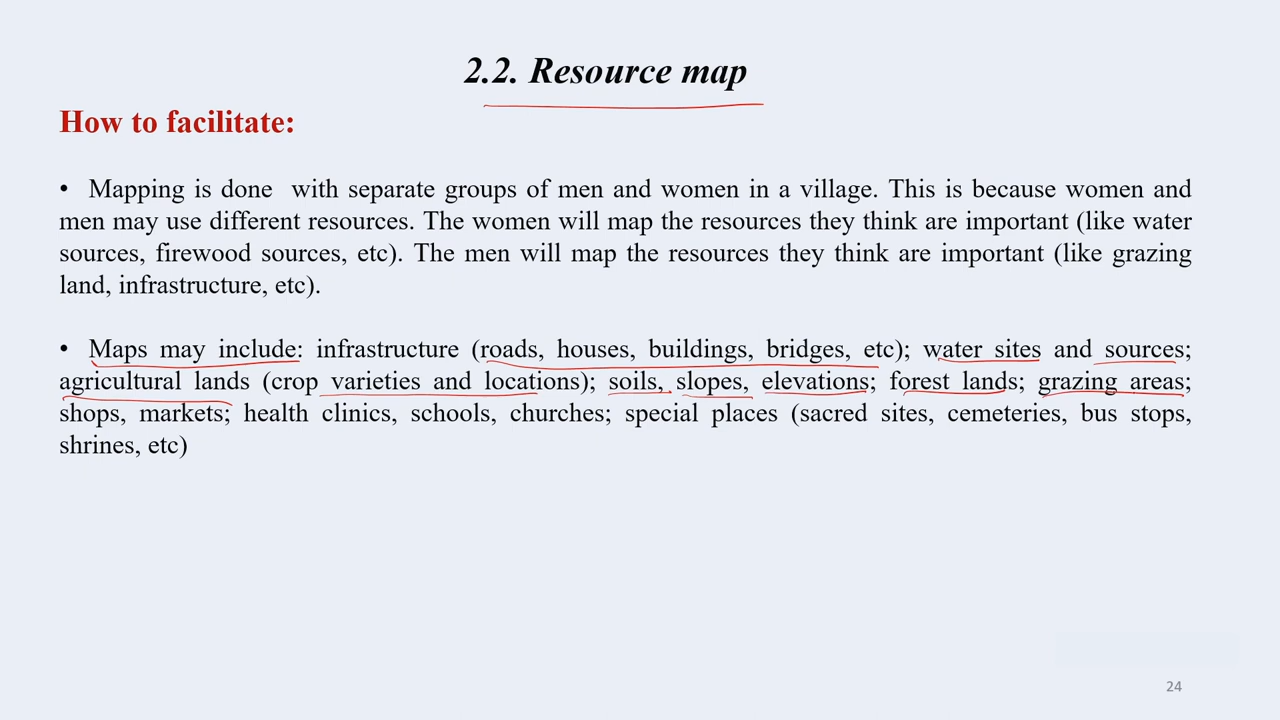 2.2. Resource map
How to facilitate:
• Mapping is done with separate groups of men and women in a village. This is because women and
men may use different resources. The women will map the resources they think are important (like water
sources, firewood sources, etc). The men will map the resources they think are important (like grazing
land, infrastructure, etc).
• Maps may include: infrastructure (roads, houses, buildings, bridges, etc); water sites and sources;
agricultural lands (crop varieties and locations); soils, slopes, elevations; forest lands; grazing areas;
shops, markets; health clinics, schools, churches; special places (sacred sites, cemeteries, bus stops,
shrines, etc)
24